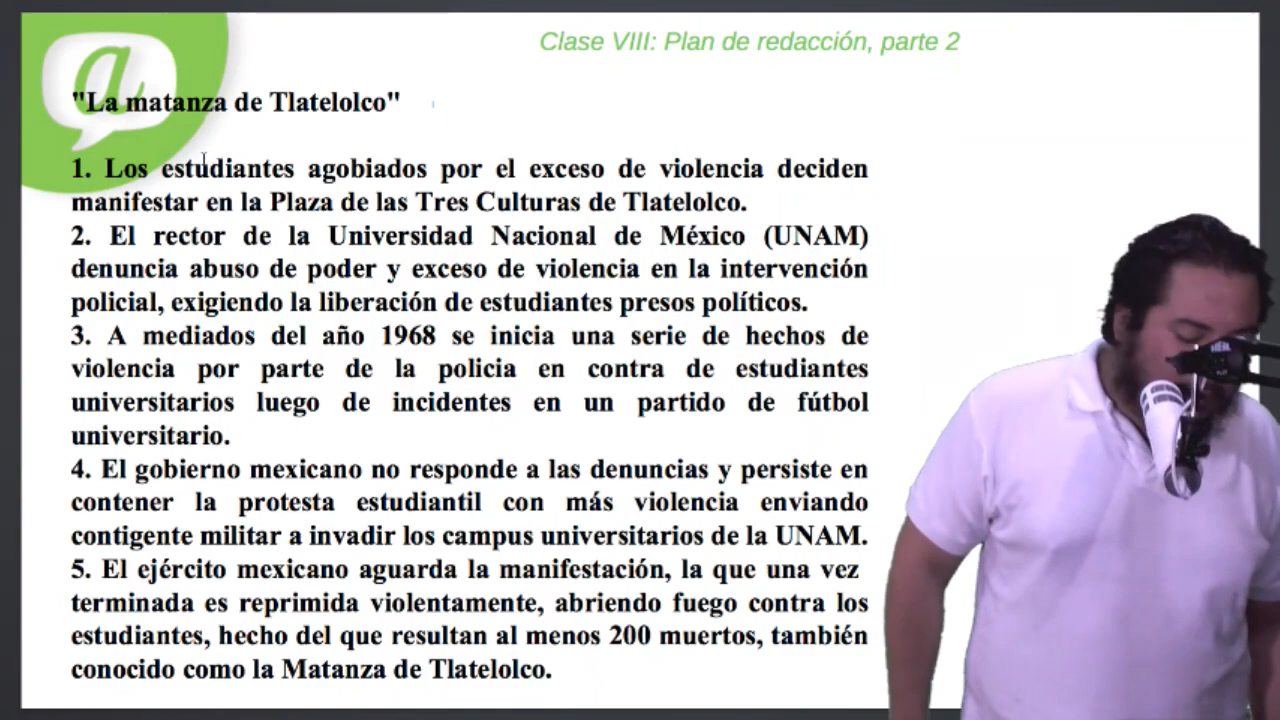 a
Clase VIII: Plan de redacción, parte 2
"La matanza de Tlatelolco"
1. Los estudiantes agobiados por el exceso de violencia deciden
manifestar en la Plaza de las Tres Culturas de Tlatelolco.
2. El rector de la Universidad Nacional de México (UNAM)
denuncia abuso de poder y exceso de violencia en la intervención
policial, exigiendo la liberación de estudiantes presos políticos.
3. A mediados del año 1968 se inicia una serie de hechos de
violencia por parte de la policia en contra de estudiantes
universitarios luego de incidentes en un partido de fútbol
universitario.
4. El gobierno mexicano no responde a las denuncias y persiste en
contener la protesta estudiantil con más violencia enviando
contigente militar a invadir los campus universitarios de la UNAM.
5. El ejército mexicano aguarda la manifestación, la que una vez
terminada es reprimida violentamente, abriendo fuego contra los
estudiantes, hecho del que resultan al menos 200 muertos, también
conocido como la Matanza de Tlatelolco.